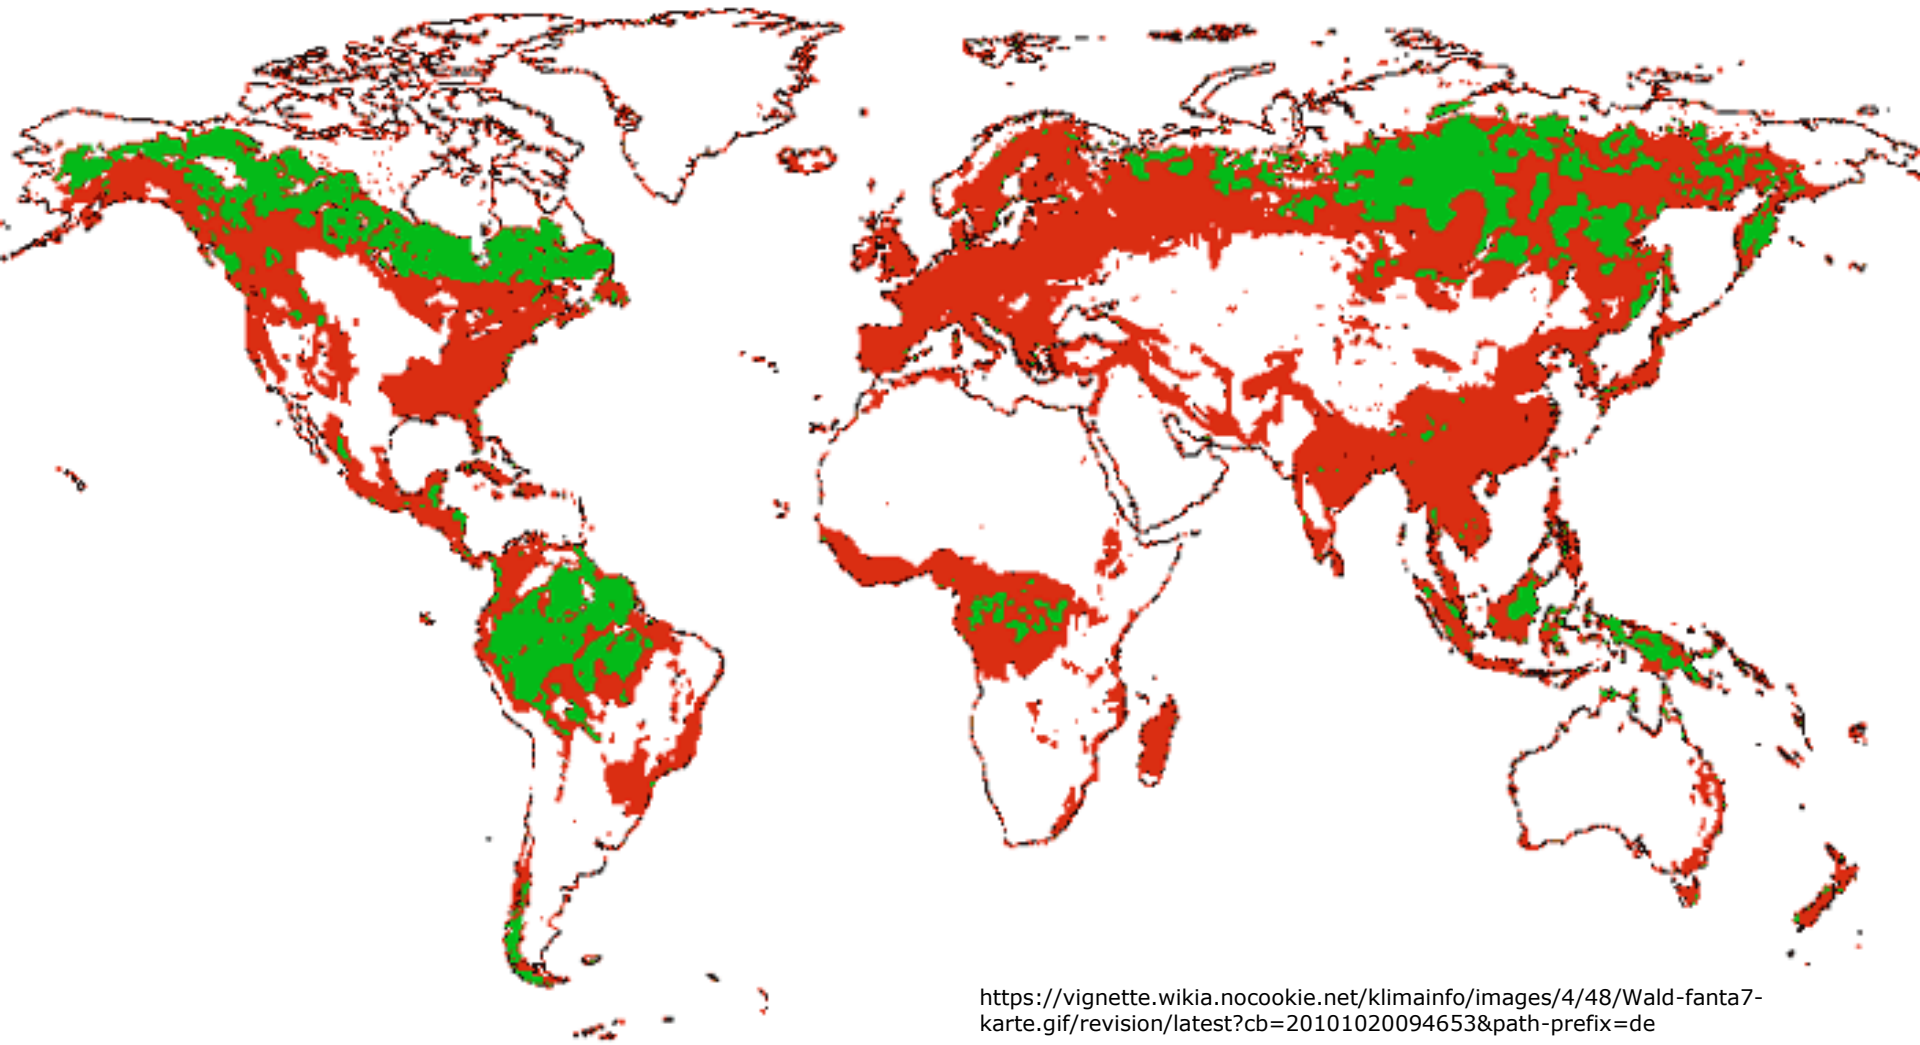 https://vignette.wikia.nocookie.net/klimainfo/images/4/48/Wald-fanta7-
karte.gif/revision/latest?cb=20101020094653&path-prefix=de